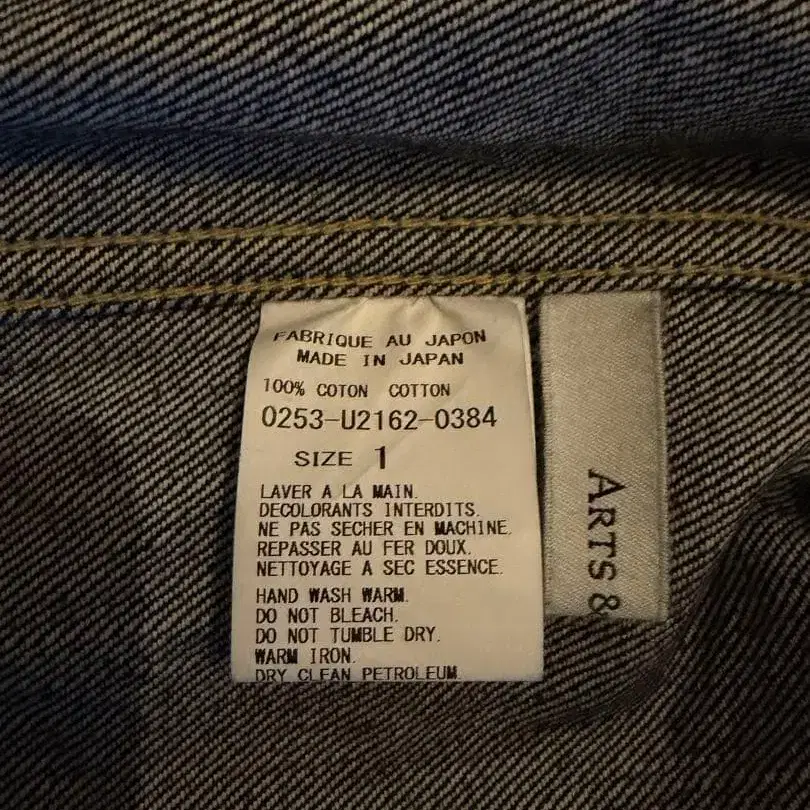 FABRIQUE AU JAPON
MADE IN JAPAN
100% COTON COTTON
0253-U2162-0384
SIZE 1
LAVER A LA MAIN.
DECOLORANTS INTERDITS.
NE PAS SECHER EN MACHINE.
REPASSER AU FER DOUX.
NETTOYAGE A SEC ESSENCE.
HAND WASH WARM.
DO NOT BLEACH.
DO NOT TUMBLE DRY.
WARM IRON.
DRY CLEAN PETROLEUM
ARTS &